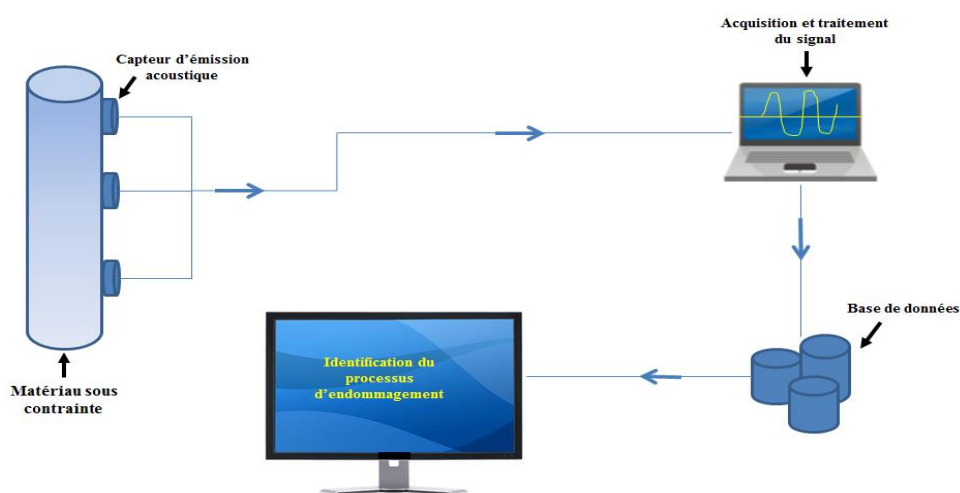 Acquisition et traitement
du signal
Capteur d'émission
acoustique
Base de données
Identification du
processus
d'endommagement
Matériau sous
contrainte